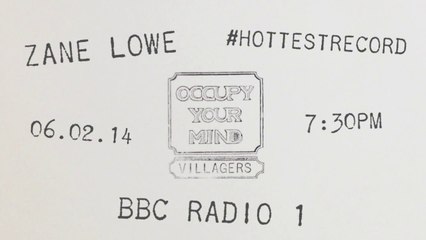 ZANE LOWE #HOTTESTRECORD
OCCUPY
YOUR
MIND
06.02.14 7:30PM
VILLAGERS
BBC RADIO 1